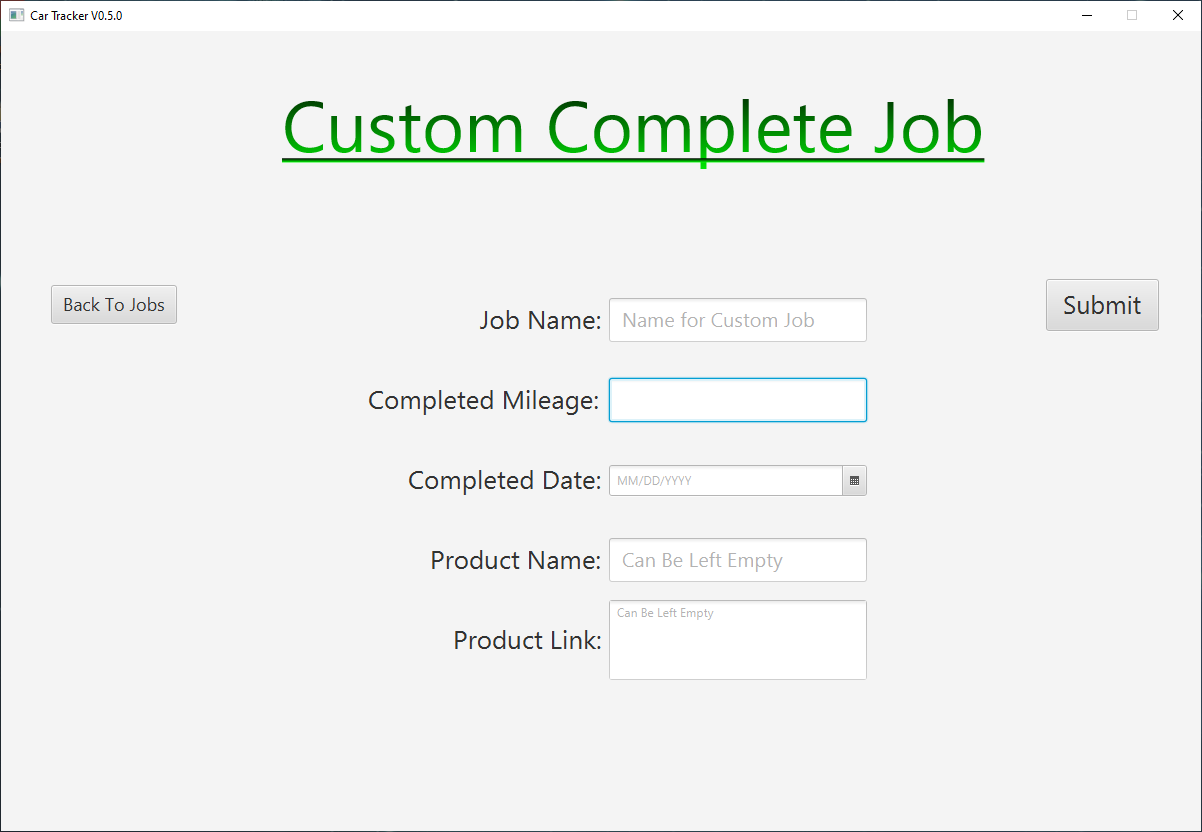 Car Tracker V0.5.0
Custom Complete Job
Back To Jobs
Submit
Job Name: Name for Custom Job
Completed Mileage:
Completed Date: MM/DD/YYYY
Product Name: Can Be Left Empty
Product Link: Can Be Left Empty